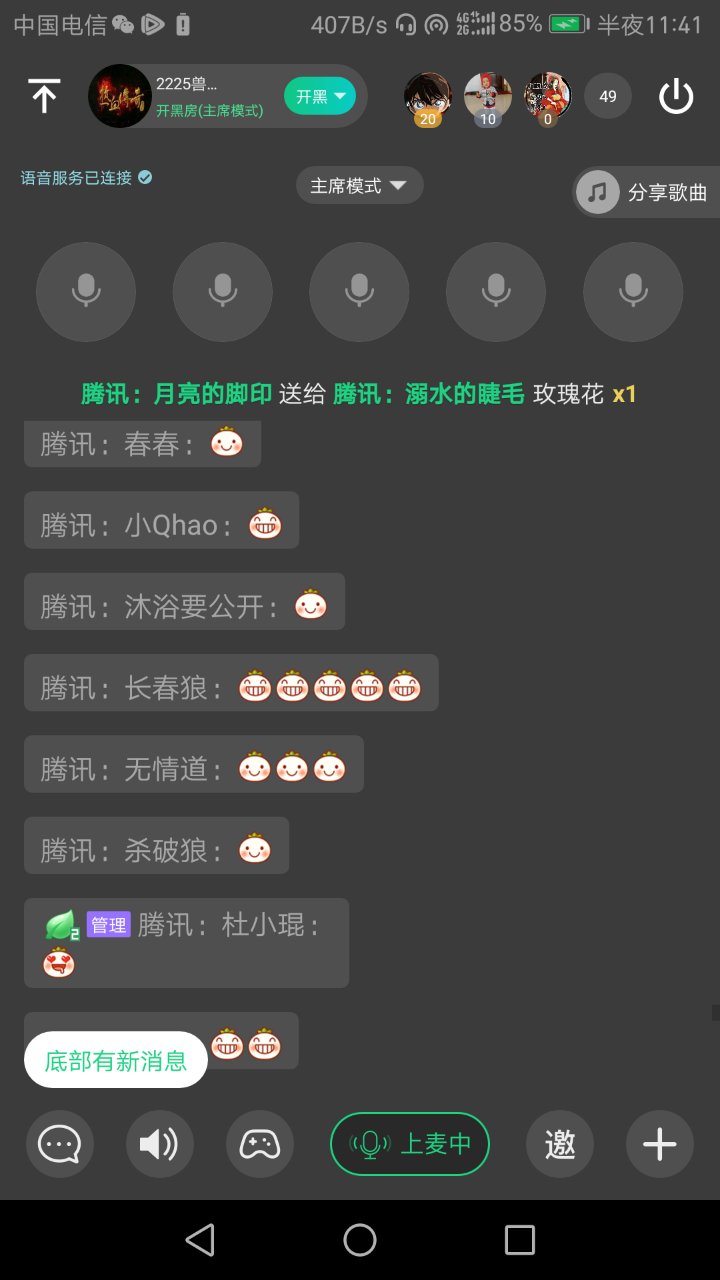 中国电信 407B/s 4G 2G 85% 半夜11:41
2225兽...
开黑房(主席模式)
开黑
20 10 0 49
语音服务已连接
主席模式
分享歌曲
腾讯：月亮的脚印 送给 腾讯：溺水的睫毛 玫瑰花 x1
腾讯：春春：
腾讯：小Qhao：
腾讯：沐浴要公开：
腾讯：长春狼：
腾讯：无情道：
腾讯：杀破狼：
2 管理 腾讯：杜小琨：
底部有新消息
上麦中
邀